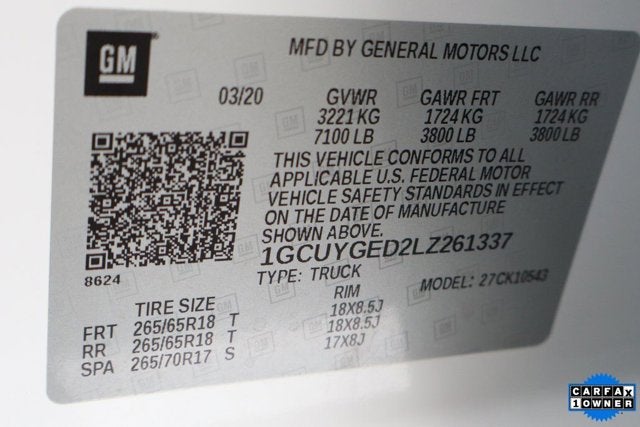 GM
MFD BY GENERAL MOTORS LLC
03/20 GVWR GAWR FRT GAWR RR
3221 KG 1724 KG 1724 KG
7100 LB 3800 LB 3800 LB
THIS VEHICLE CONFORMS TO ALL
APPLICABLE U.S. FEDERAL MOTOR
VEHICLE SAFETY STANDARDS IN EFFECT
ON THE DATE OF MANUFACTURE
SHOWN ABOVE.
1GCUYGED2LZ261337
8624
TYPE: TRUCK MODEL: 27CK10543
TIRE SIZE RIM
FRT 265/65R18 T 18X8.5J
RR 265/65R18 T 18X8.5J
SPA 265/70R17 S 17X8J
CARFAX
1 OWNER